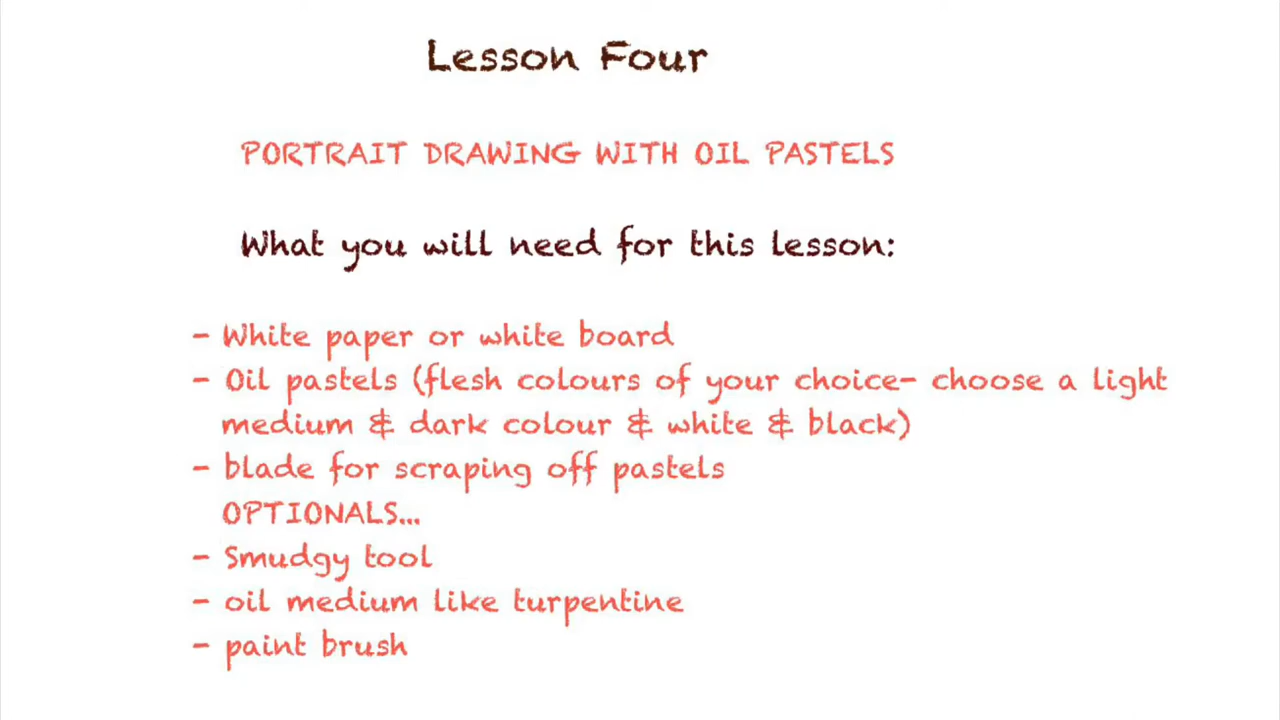 Lesson Four
PORTRAIT DRAWING WITH OIL PASTELS
What you will need for this lesson:
- White paper or white board
- Oil pastels (flesh colours of your choice- choose a light
medium & dark colour & white & black)
- blade for scraping off pastels
OPTIONALS...
- Smudgy tool
- oil medium like turpentine
- paint brush